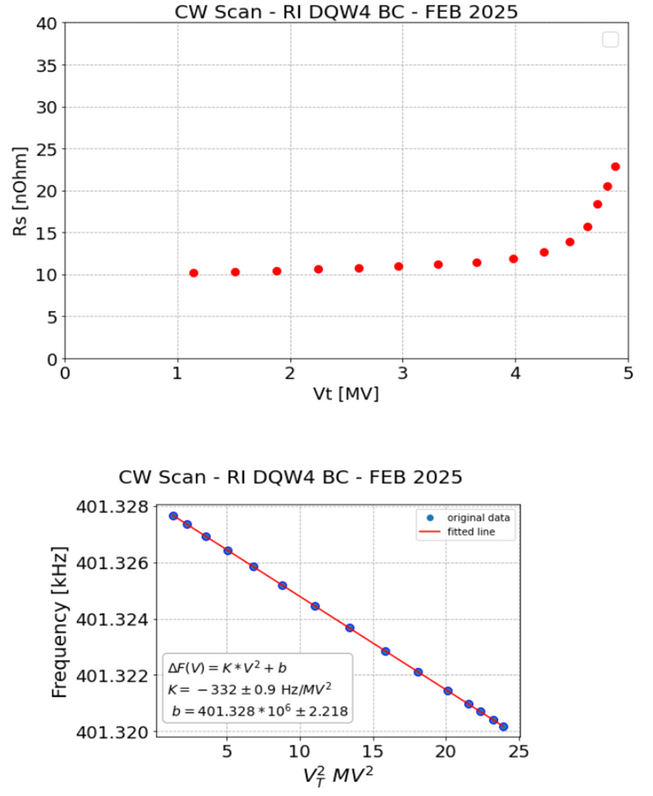 CW Scan - RI DQW4 BC - FEB 2025
40
35
30
25
20
15
10
5
0
Rs [nOhm]
0 1 2 3 4 5
Vt [MV]
CW Scan - RI DQW4 BC - FEB 2025
401.328
401.326
401.324
401.322
401.320
Frequency [kHz]
original data
fitted line
ΔF(V) = K * V² + b
K = − 332 ± 0.9 Hz/MV²
b = 401.328 * 10⁶ ± 2.218
5 10 15 20 25
V_T² MV²